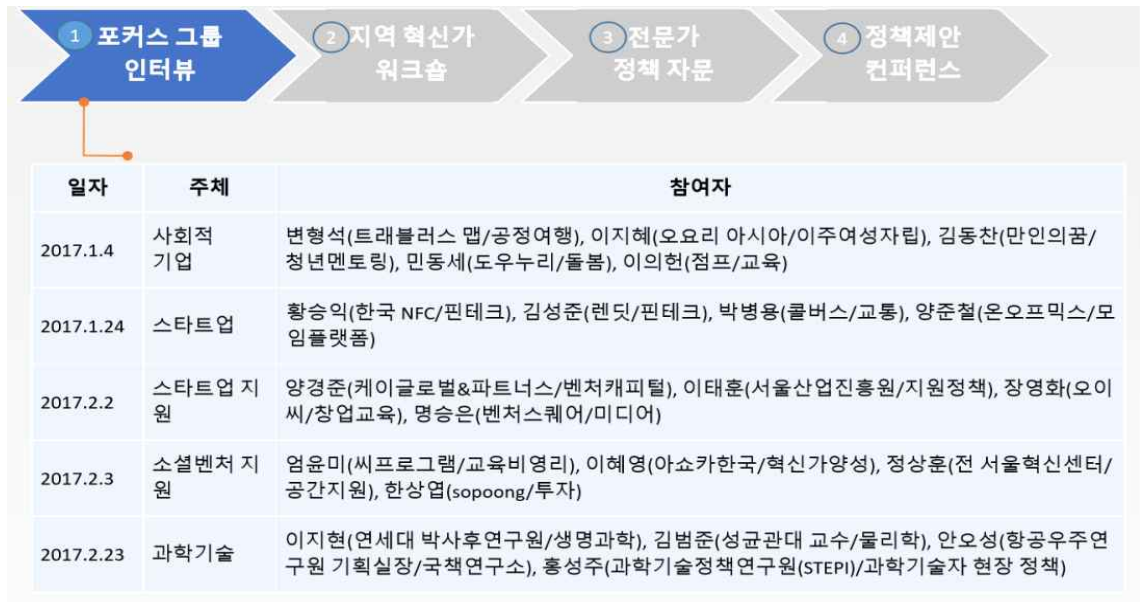 1 포커스 그룹
인터뷰
2 지역 혁신가
워크숍
3 전문가
정책 자문
4 정책제안
컨퍼런스
일자 주체 참여자
2017.1.4
사회적
기업
변형석(트래블러스 맵/공정여행), 이지혜(오요리 아시아/이주여성자립), 김동찬(만인의꿈/
청년멘토링), 민동세(도우누리/돌봄), 이의헌(점프/교육)
2017.1.24
스타트업
황승익(한국 NFC/핀테크), 김성준(렌딧/핀테크), 박병용(콜버스/교통), 양준철(온오프믹스/모
임플랫폼)
2017.2.2
스타트업 지
원
양경준(케이글로벌&파트너스/벤처캐피털), 이태훈(서울산업진흥원/지원정책), 장영화(오이
씨/창업교육), 명승은(벤처스퀘어/미디어)
2017.2.3
소셜벤처 지
원
엄윤미(씨프로그램/교육비영리), 이혜영(아쇼카한국/혁신가양성), 정상훈(전 서울혁신센터/
공간지원), 한상엽(sopoong/투자)
2017.2.23
과학기술
이지현(연세대 박사후연구원/생명과학), 김범준(성균관대 교수/물리학), 안오성(항공우주연
구원 기획실장/국책연구소), 홍성주(과학기술정책연구원(STEPI)/과학기술자 현장 정책)